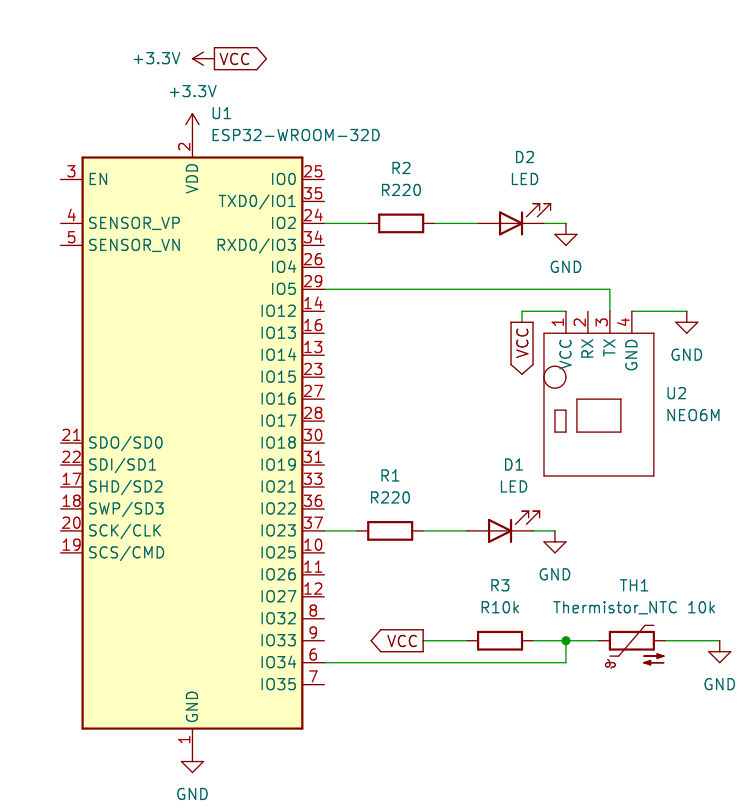 +3.3V VCC
+3.3V
U1
ESP32-WROOM-32D
2
VDD
3 EN
4 SENSOR_VP
5 SENSOR_VN
21 SDO/SD0
22 SDI/SD1
17 SHD/SD2
18 SWP/SD3
20 SCK/CLK
19 SCS/CMD
IO0 25
TXD0/IO1 35
IO2 24
RXD0/IO3 34
IO4 26
IO5 29
IO12 14
IO13 16
IO14 13
IO15 23
IO16 27
IO17 28
IO18 30
IO19 31
IO21 33
IO22 36
IO23 37
IO25 10
IO26 11
IO27 12
IO32 8
IO33 9
IO34 6
IO35 7
GND
1
GND
R2
R220
D2
LED
GND
VCC
1 2 3 4
VCC RX TX GND
GND
U2
NEO6M
R1
R220
D1
LED
GND
R3
R10k
TH1
Thermistor_NTC 10k
VCC
GND